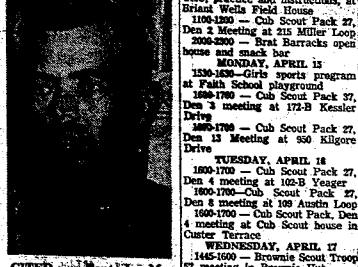 Briant Wells Field House
1100-1200 — Cub Scout Pack 27,
Den 2 Meeting at 215 Miller Loop
2000-2300 — Brat Barracks open
house and snack bar
MONDAY, APRIL 15
1530-1630—Girls sports program
at Faith School playground
1600-1700 — Cub Scout Pack 37,
Den 3 meeting at 172-B Kessler
Drive
1600-1700 — Cub Scout Pack 27,
Den 13 Meeting at 950 Kilgore
Drive
TUESDAY, APRIL 16
1600-1700 — Cub Scout Pack 27,
Den 4 meeting at 102-B Yeager
1600-1700—Cub Scout Pack 27,
Den 8 meeting at 109 Austin Loop
1600-1700 — Cub Scout Pack, Den
4 meeting at Cub Scout house in
Custer Terrace
WEDNESDAY, APRIL 17
1445-1600 — Brownie Scout Troop